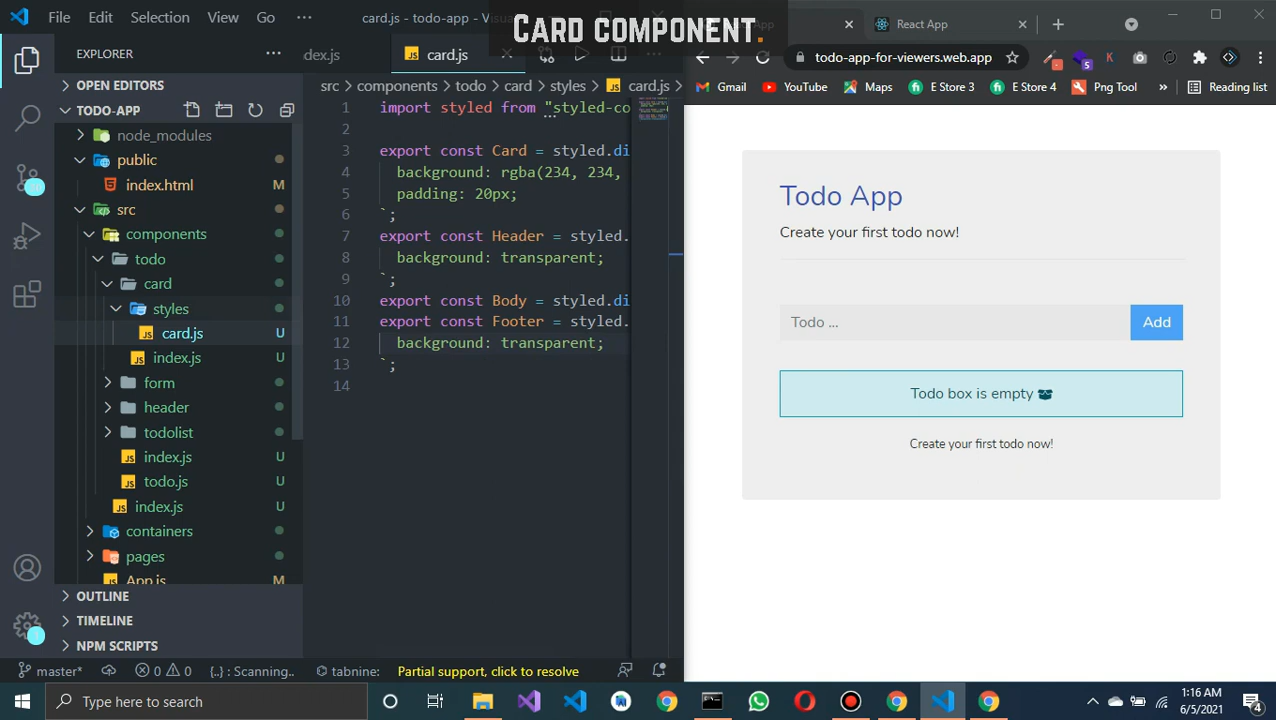 File Edit Selection View Go ··· card.js - todo-app - Visua
CARD COMPONENT.
React App
EXPLORER ···
dex.js card.js
todo-app-for-viewers.web.app
Gmail YouTube Maps E Store 3 E Store 4 Png Tool » Reading list
OPEN EDITORS
TODO-APP
node_modules
public
index.html M
src
components
todo
card
styles
card.js U
index.js U
form
header
todolist
index.js U
todo.js U
index.js U
containers
pages
App.js M
OUTLINE
TIMELINE
NPM SCRIPTS
src > components > todo > card > styles > card.js >
1 import styled from "styled-co
2
3 export const Card = styled.di
4 background: rgba(234, 234,
5 padding: 20px;
6 `;
7 export const Header = styled.
8 background: transparent;
9 `;
10 export const Body = styled.di
11 export const Footer = styled.
12 background: transparent;
13 `;
14
Todo App
Create your first todo now!
Todo ... Add
Todo box is empty
Create your first todo now!
master* 0 0 {..} : Scanning... tabnine: Partial support, click to resolve
Type here to search
1:16 AM
6/5/2021
4